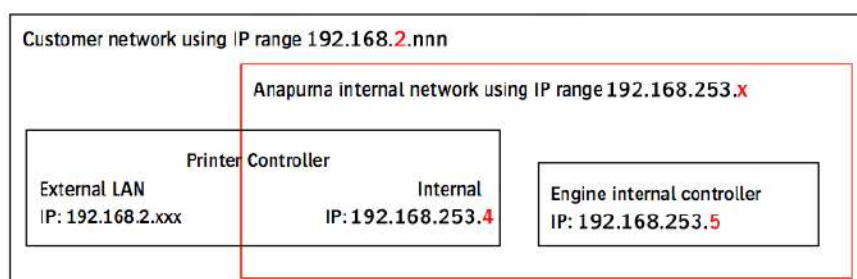 Customer network using IP range 192.168.2.nnn
Anapurna internal network using IP range 192.168.253.x
Printer Controller
External LAN
IP: 192.168.2.xxx
Internal
IP: 192.168.253.4
Engine internal controller
IP: 192.168.253.5